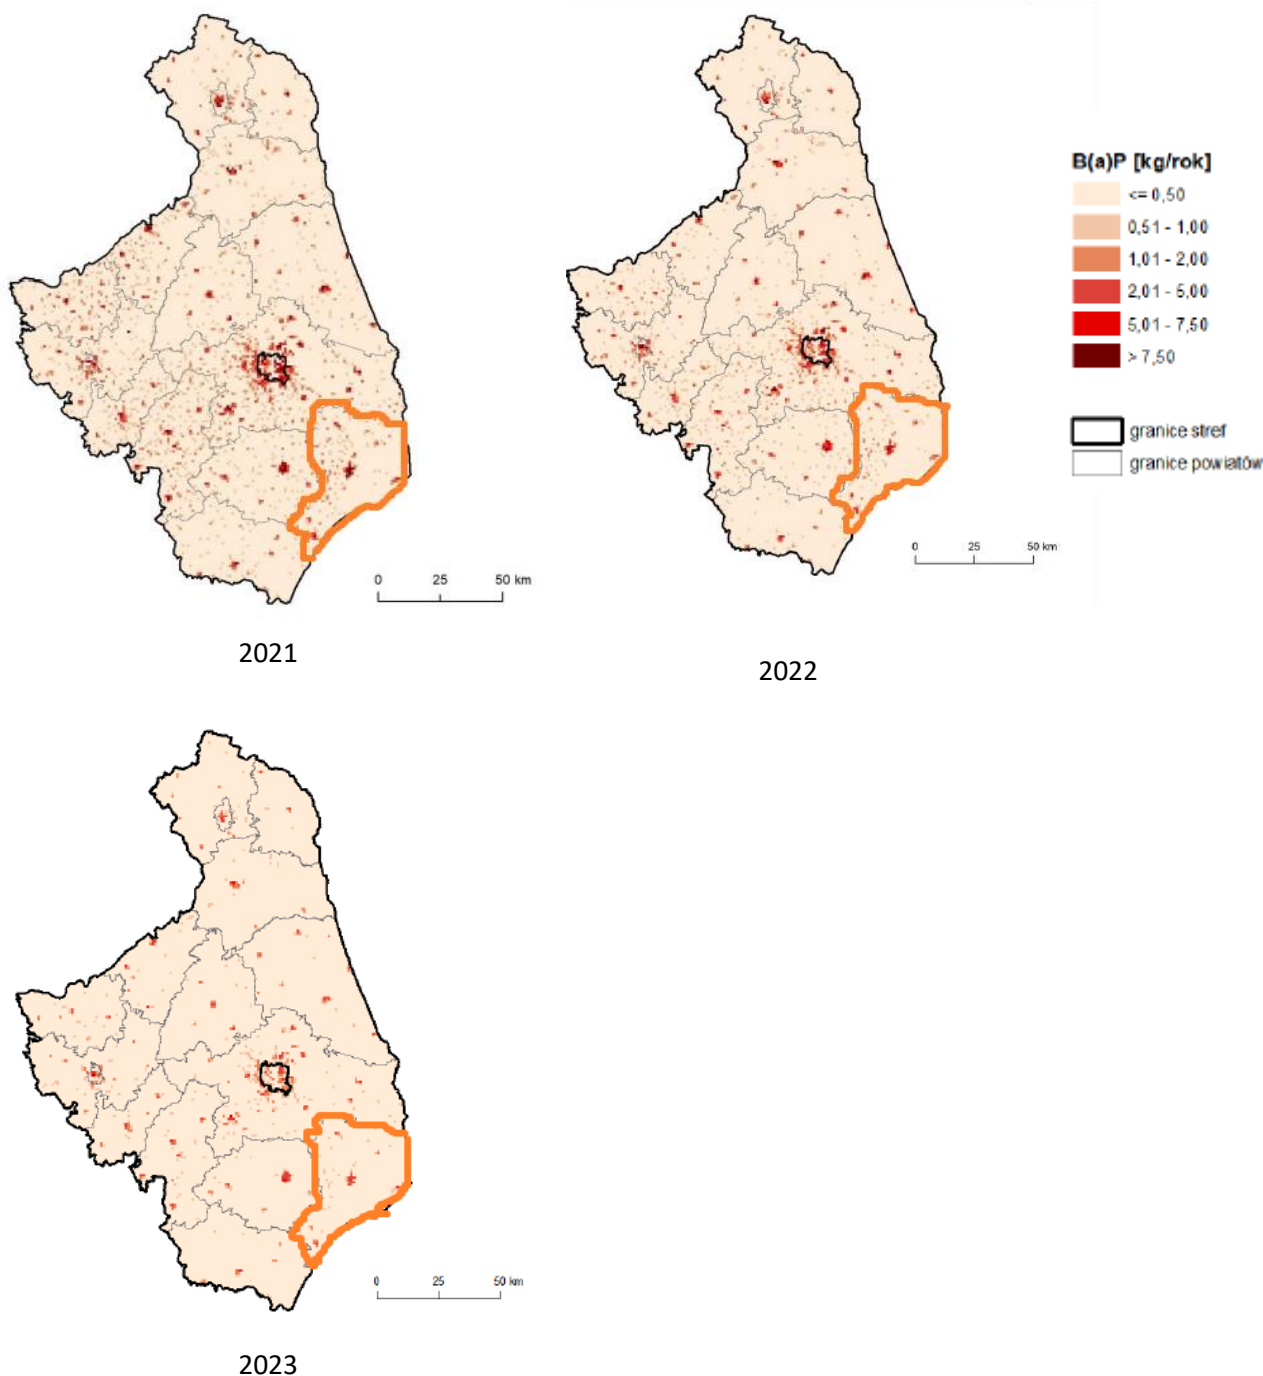 B(a)P [kg/rok]
<= 0,50
0,51 - 1,00
1,01 - 2,00
2,01 - 5,00
5,01 - 7,50
> 7,50
granice stref
granice powiatów
0 25 50 km
0 25 50 km
2021
2022
0 25 50 km
2023